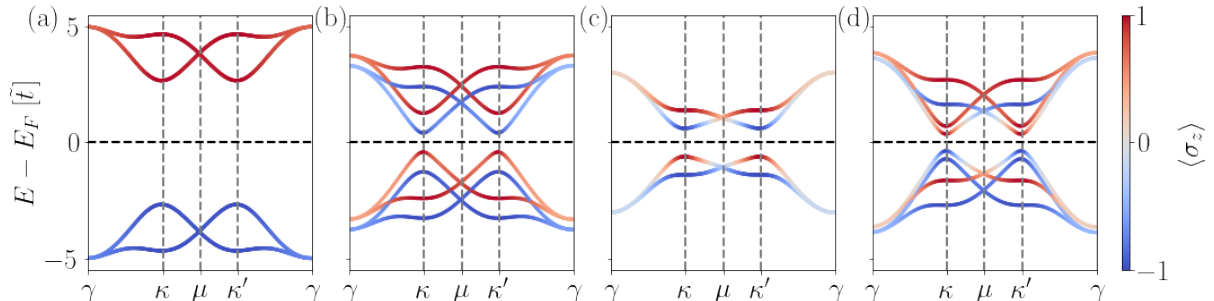 (a) (b) (c) (d)
E − E_F [t̃]
5
0
−5
γ κ μ κ′ γ
γ κ μ κ′ γ
γ κ μ κ′ γ
γ κ μ κ′ γ
1
0
−1
⟨σ_z⟩